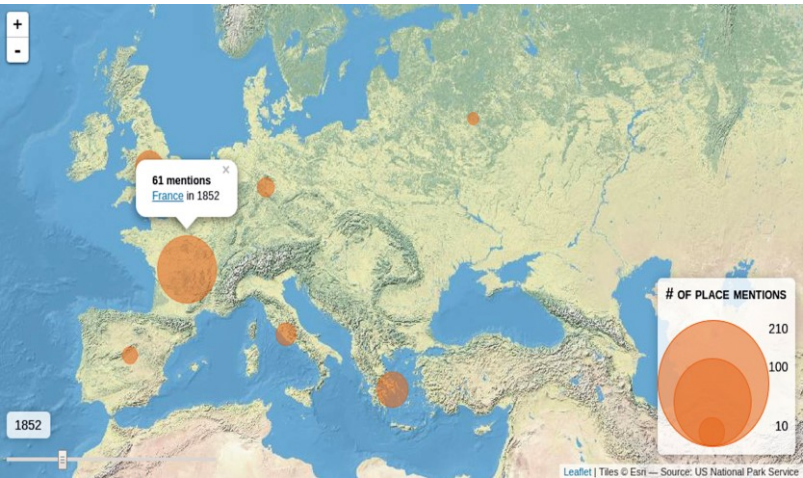 +
-
×
61 mentions
France in 1852
# OF PLACE MENTIONS
210
100
10
1852
Leaflet | Tiles © Esri — Source: US National Park Service